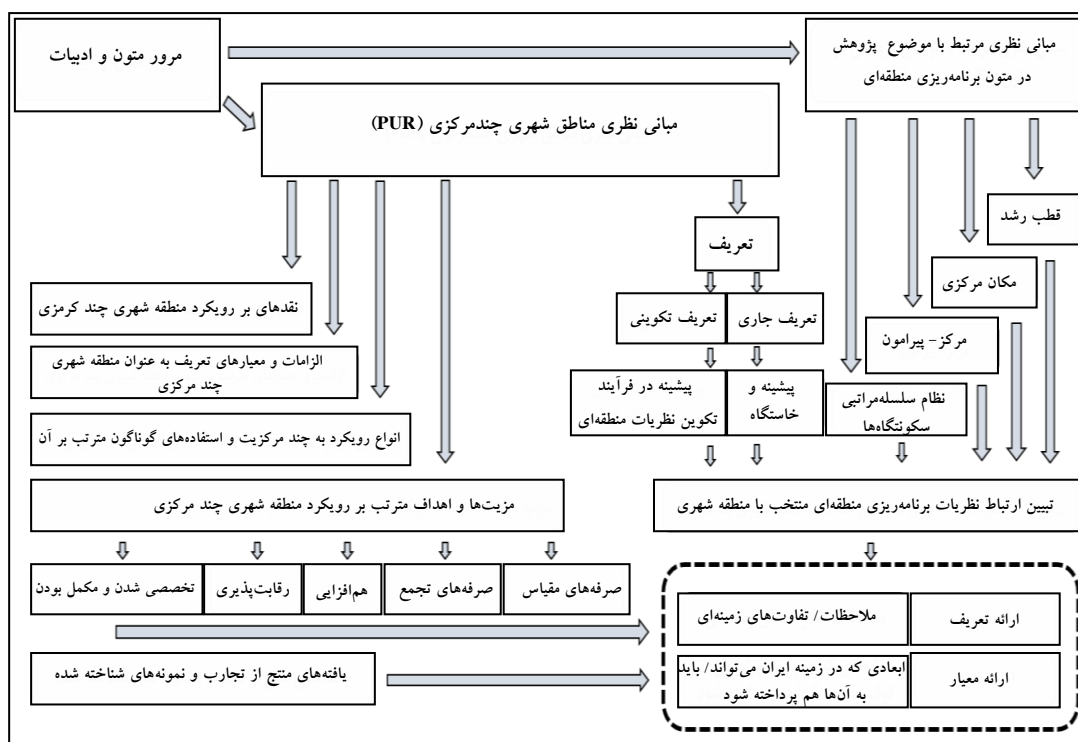 مبانی نظری مرتبط با موضوع پژوهش
در متون برنامه‌ریزی منطقه‌ای
مرور متون و ادبیات
مبانی نظری مناطق شهری چندمرکزی (PUR)
قطب رشد
مکان مرکزی
مرکز - پیرامون
نظام سلسله‌مراتبی
سکونتگاه‌ها
تعریف
تعریف جاری
تعریف تکوینی
پیشینه و
خاستگاه
پیشینه در فرآیند
تکوین نظریات منطقه‌ای
نقدهای بر رویکرد منطقه شهری چند کرمزی
الزامات و معیارهای تعریف به عنوان منطقه شهری
چند مرکزی
انواع رویکرد به چند مرکزیت و استفاده‌های گوناگون مترتب بر آن
تبیین ارتباط نظریات برنامه‌ریزی منطقه‌ای منتخب با منطقه شهری
مزیت‌ها و اهداف مترتب بر رویکرد منطقه شهری چند مرکزی
صرفه‌های مقیاس
صرفه‌های تجمع
هم‌افزایی
رقابت‌پذیری
تخصصی شدن و مکمل بودن
ارائه تعریف
ملاحظات/ تفاوت‌های زمینه‌ای
ارائه معیار
ابعادی که در زمینه ایران می‌تواند/ باید
به آن‌ها هم پرداخته شود
یافته‌های منتج از تجارب و نمونه‌های شناخته شده